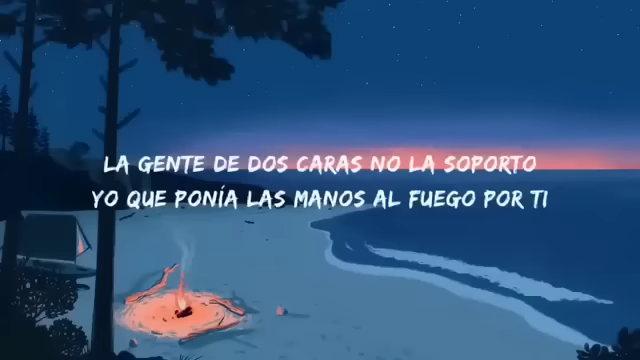 LA GENTE DE DOS CARAS NO LA SOPORTO
YO QUE PONÍA LAS MANOS AL FUEGO POR TI